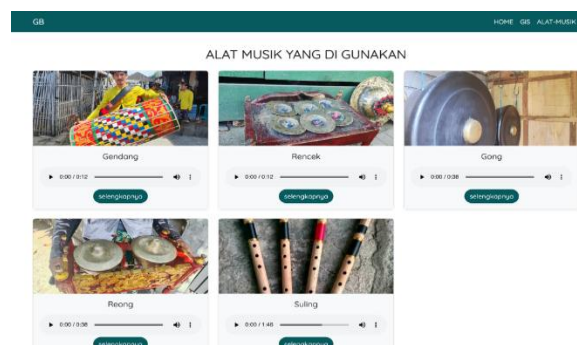 GB HOME GIS ALAT-MUSIK
ALAT MUSIK YANG DI GUNAKAN
Gendang Rencek Gong
0:00 / 0:12 0:00 / 0:12 0:00 / 0:38
selengkapnya selengkapnya selengkapnya
Reong Suling
0:00 / 0:38 0:00 / 1:48
selengkapnya selengkapnya